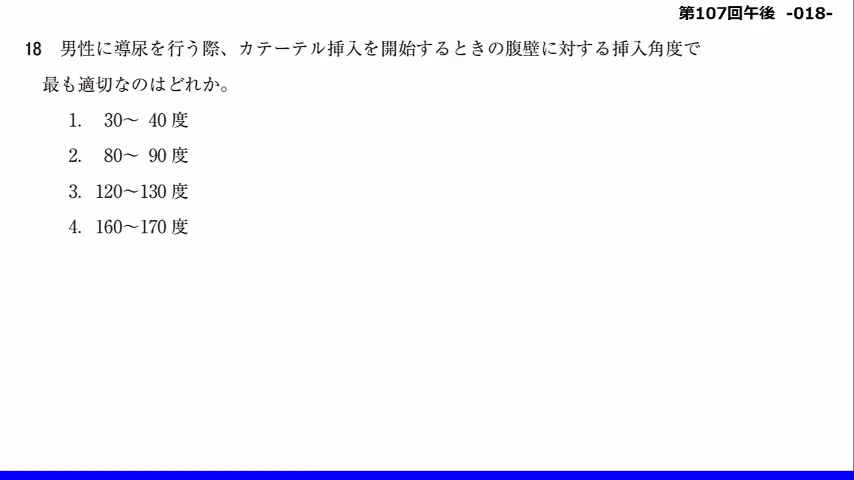 第107回午後 -018-
18 男性に導尿を行う際、カテーテル挿入を開始するときの腹壁に対する挿入角度で
最も適切なのはどれか。
1. 30〜 40 度
2. 80〜 90 度
3. 120〜130 度
4. 160〜170 度